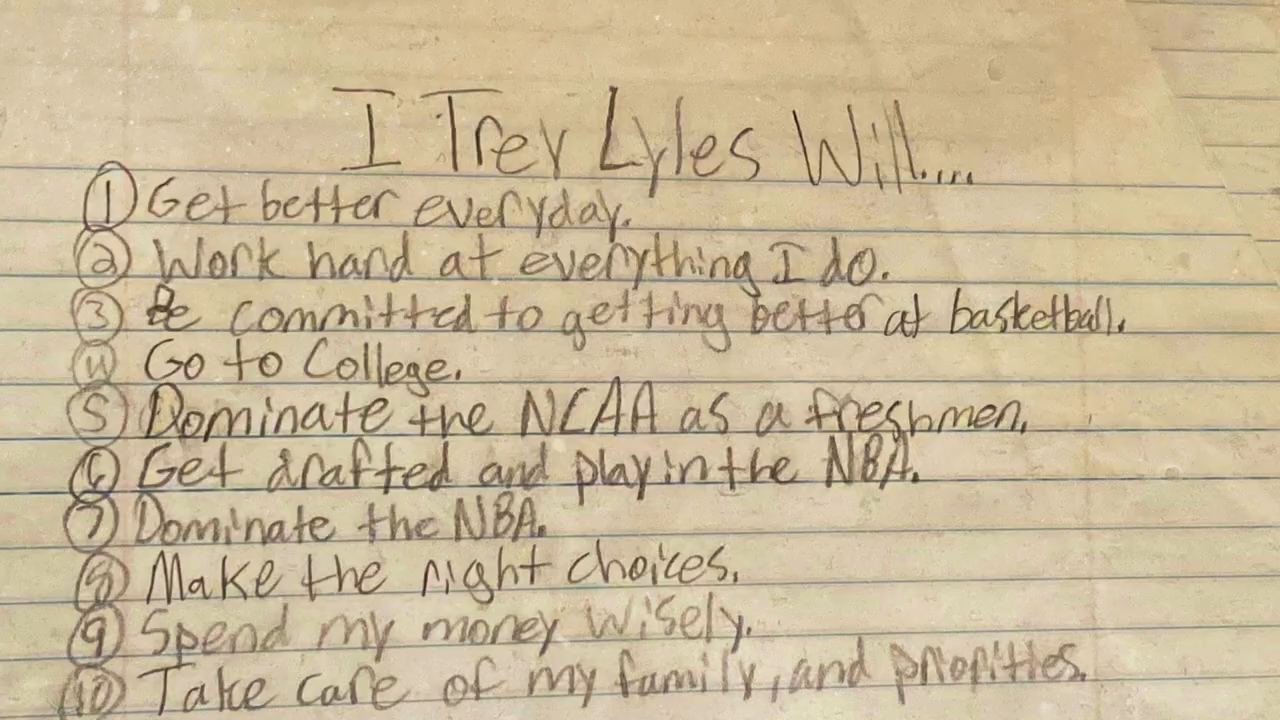 I Trey Lyles Will....
① Get better everyday.
② Work hard at everything I do.
③ Be committed to getting better at basketball.
④ Go to College.
⑤ Dominate the NCAA as a freshmen.
⑥ Get drafted and play in the NBA.
⑦ Dominate the NBA.
⑧ Make the right choices.
⑨ Spend my money wisely.
⑩ Take care of my family, and priorities.